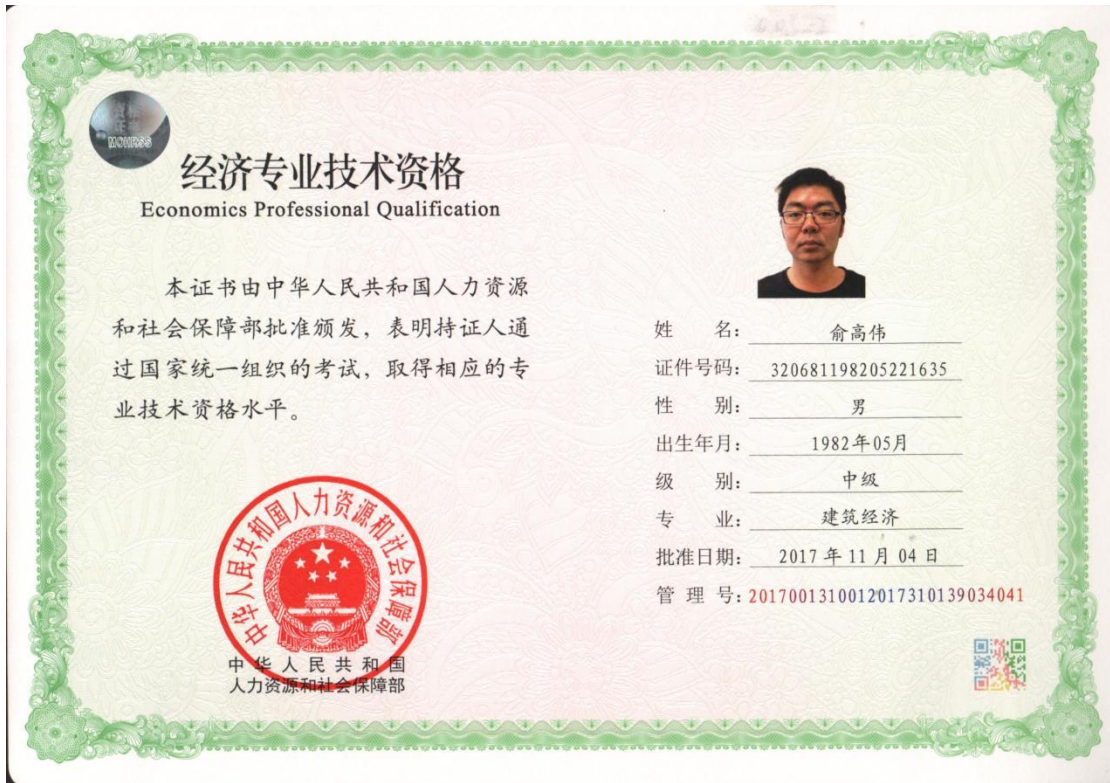 资格
证书
MOHRSS
经济专业技术资格
Economics Professional Qualification
本证书由中华人民共和国人力资源
和社会保障部批准颁发，表明持证人通
过国家统一组织的考试，取得相应的专
业技术资格水平。
中华人民共和国人力资源和社会保障部
中华人民共和国
人力资源和社会保障部
姓 名：俞高伟
证件号码：320681198205221635
性 别：男
出生年月：1982年05月
级 别：中级
专 业：建筑经济
批准日期：2017年11月04日
管 理 号：2017001310012017310139034041